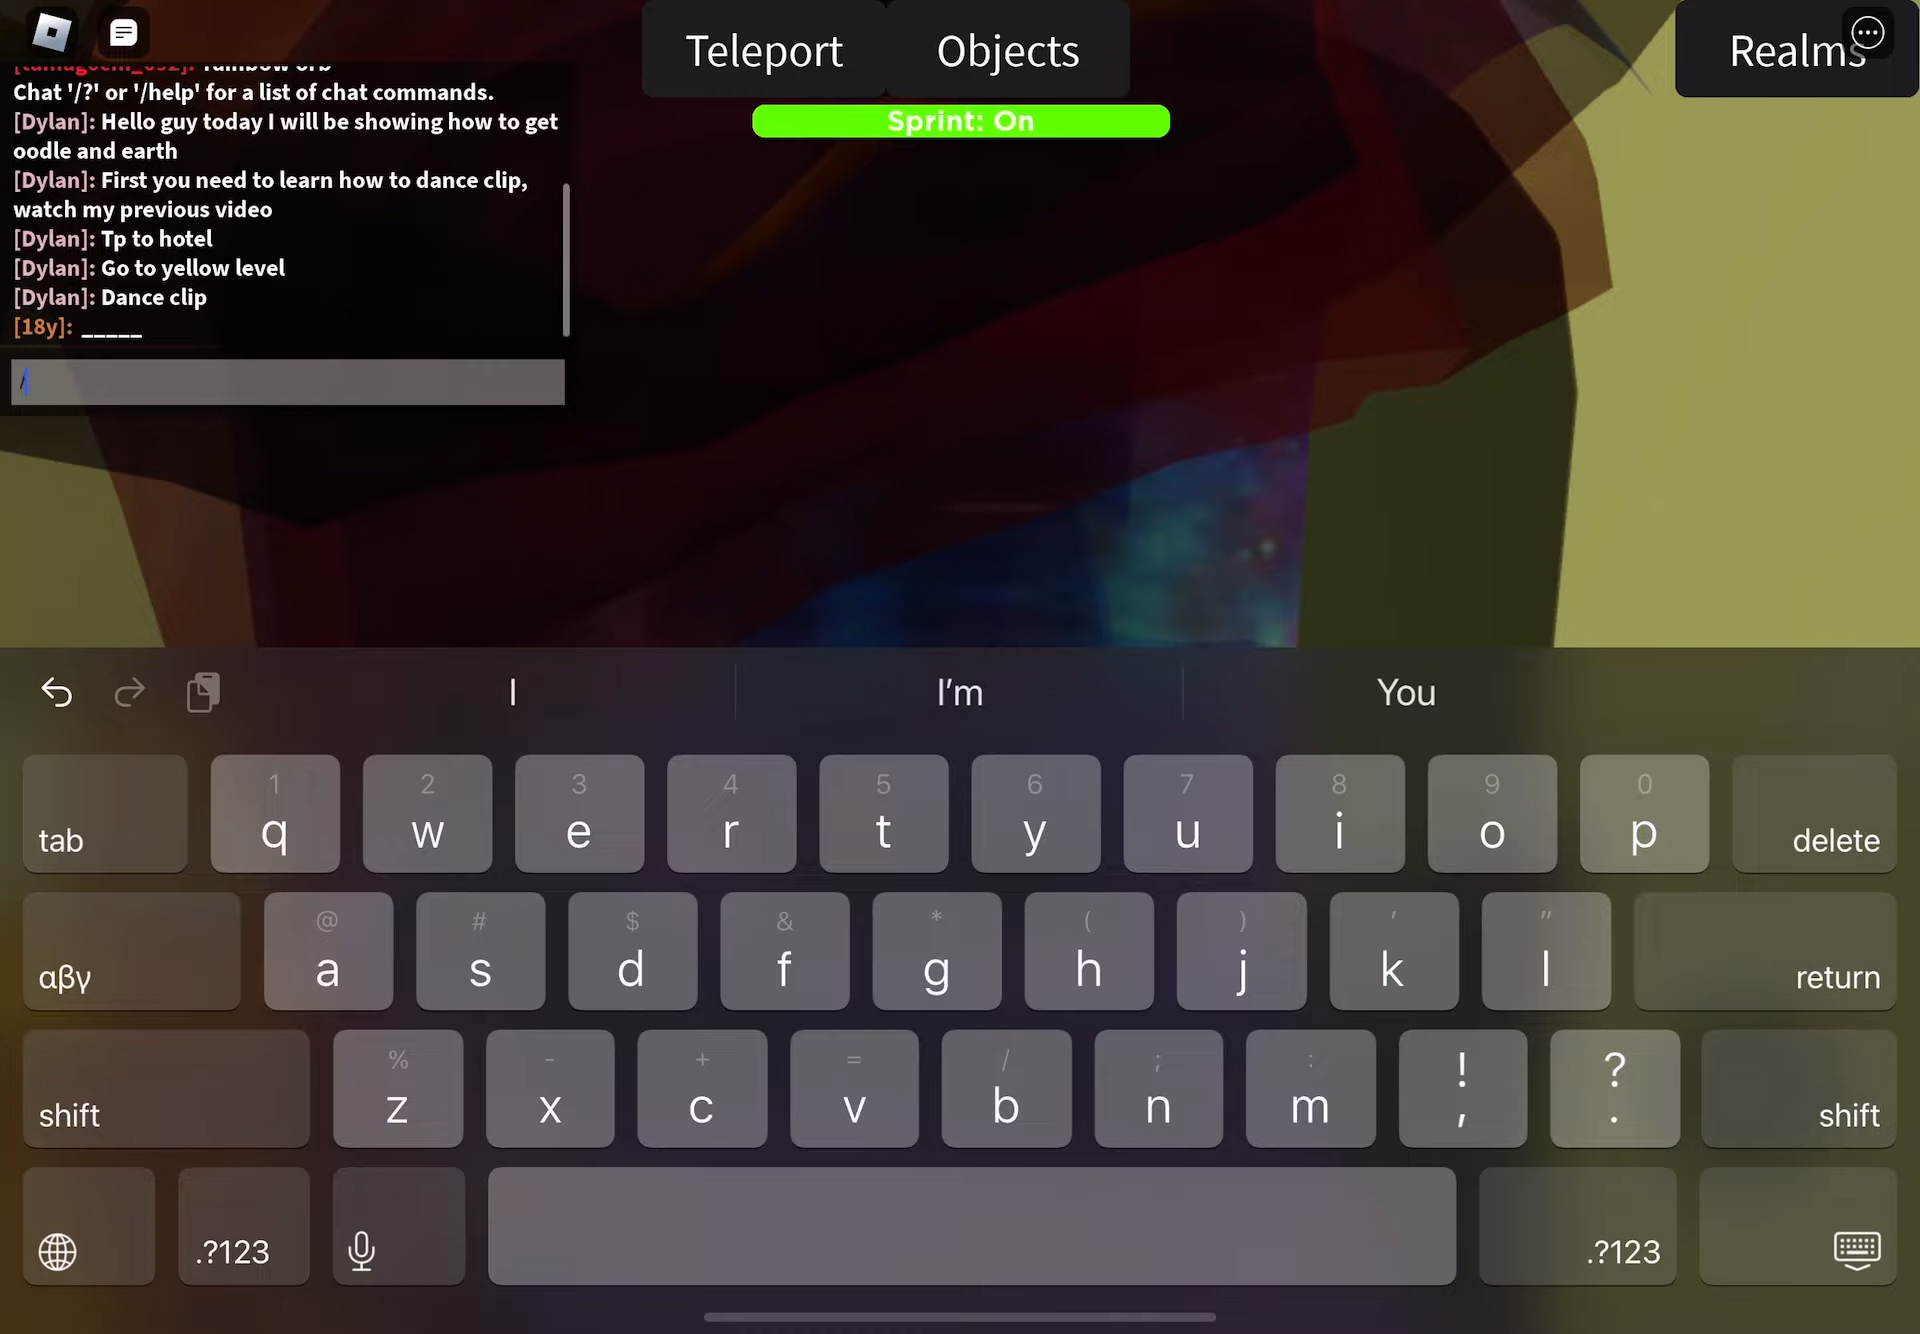 Teleport
Objects
Realms
Sprint: On
rainbow orb
Chat '/?' or '/help' for a list of chat commands.
[Dylan]: Hello guy today I will be showing how to get
oodle and earth
[Dylan]: First you need to learn how to dance clip,
watch my previous video
[Dylan]: Tp to hotel
[Dylan]: Go to yellow level
[Dylan]: Dance clip
[18y]: _____
/
I
I'm
You
1 2 3 4 5 6 7 8 9 0
tab q w e r t y u i o p delete
@ # $ & * ( ) ' "
αβγ a s d f g h j k l return
% - + = / ; : ! ?
shift z x c v b n m , . shift
.?123 .?123